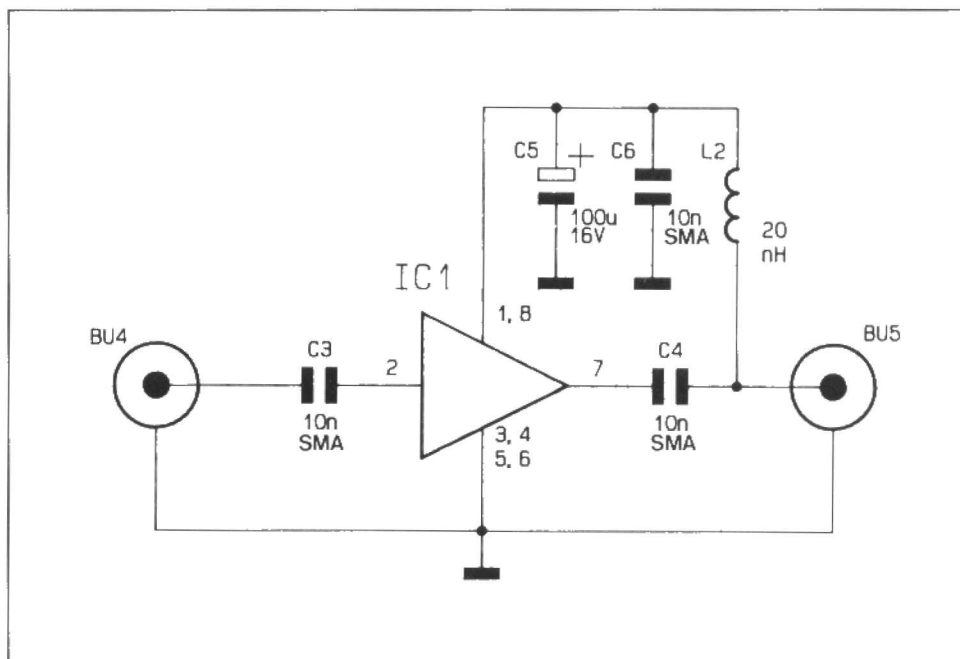 C5 + C6 L2
100u
16V
10n
SMA
20
nH
IC1
1, 8
BU4
C3
10n
SMA
2
7
C4
10n
SMA
BU5
3, 4
5, 6